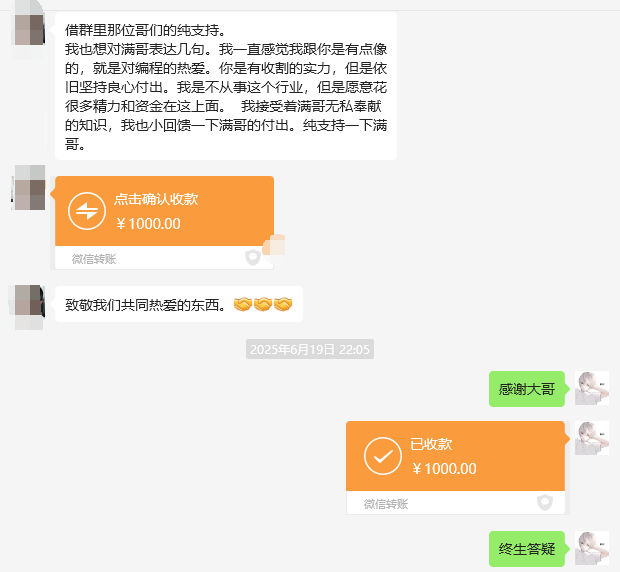 借群里那位哥们的纯支持。
我也想对满哥表达几句。我一直感觉我跟你是有点像
的，就是对编程的热爱。你是有收割的实力，但是依
旧坚持良心付出。我是不从事这个行业，但是愿意花
很多精力和资金在这上面。 我接受着满哥无私奉献
的知识，我也小回馈一下满哥的付出。纯支持一下满
哥。
点击确认收款
￥1000.00
微信转账
致敬我们共同热爱的东西。🤝🤝🤝
2025年6月19日 22:05
感谢大哥
已收款
￥1000.00
微信转账
终生答疑